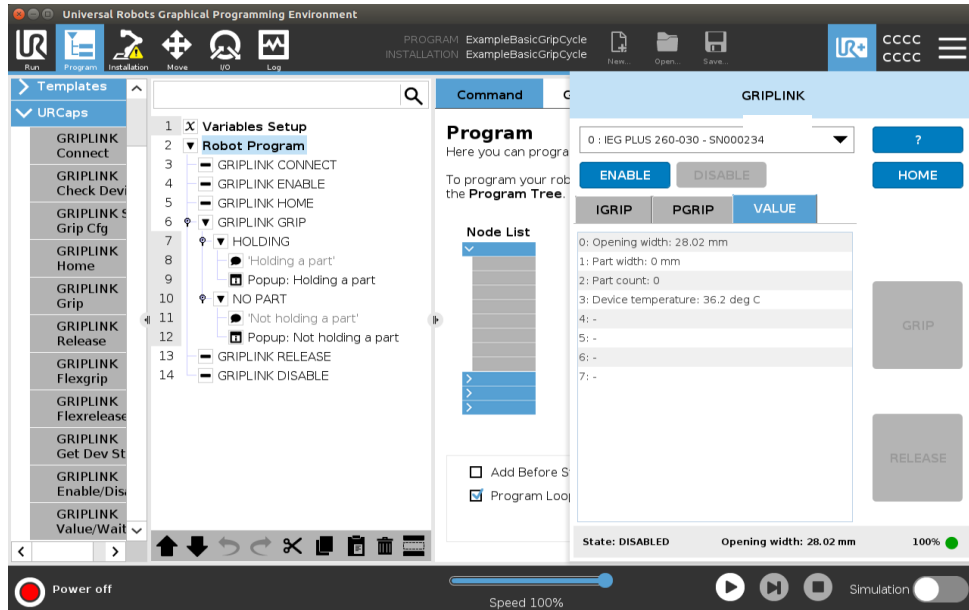 Universal Robots Graphical Programming Environment
Run
Program
Installation
Move
I/O
Log
PROGRAM ExampleBasicGripCycle
INSTALLATION ExampleBasicGripCycle
New...
Open...
Save...
UR+
CCCC
CCCC
Templates
URCaps
GRIPLINK
Connect
GRIPLINK
Check Devi
GRIPLINK S
Grip Cfg
GRIPLINK
Home
GRIPLINK
Grip
GRIPLINK
Release
GRIPLINK
Flexgrip
GRIPLINK
Flexrelease
GRIPLINK
Get Dev St
GRIPLINK
Enable/Disa
GRIPLINK
Value/Wait
1 X Variables Setup
2 Robot Program
3 GRIPLINK CONNECT
4 GRIPLINK ENABLE
5 GRIPLINK HOME
6 GRIPLINK GRIP
7 HOLDING
8 'Holding a part'
9 Popup: Holding a part
10 NO PART
11 'Not holding a part'
12 Popup: Not holding a part
13 GRIPLINK RELEASE
14 GRIPLINK DISABLE
Command
G
Program
Here you can progra
To program your rob
the Program Tree.
Node List
Add Before S
Program Loop
GRIPLINK
0 : IEG PLUS 260-030 - SN000234
?
ENABLE
DISABLE
HOME
IGRIP
PGRIP
VALUE
0: Opening width: 28.02 mm
1: Part width: 0 mm
2: Part count: 0
3: Device temperature: 36.2 deg C
4: -
5: -
6: -
7: -
GRIP
RELEASE
State: DISABLED
Opening width: 28.02 mm
100%
Power off
Speed 100%
Simulation